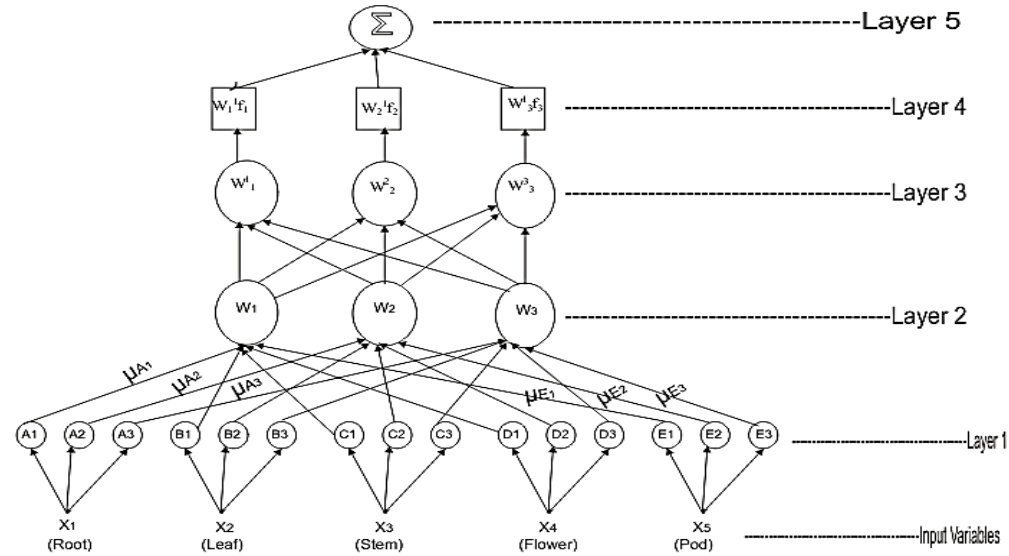 Σ Layer 5
W₁¹f₁ W₂¹f₂ W¹₃f₃ Layer 4
W¹₁ W²₂ W³₃ Layer 3
W1 W2 W3 Layer 2
μA₁ μA₂ μA₃ μE₁ μE₂ μE₃
A1 A2 A3 B1 B2 B3 C1 C2 C3 D1 D2 D3 E1 E2 E3 Layer 1
X1 X2 X3 X4 X5
(Root) (Leaf) (Stem) (Flower) (Pod) Input Variables